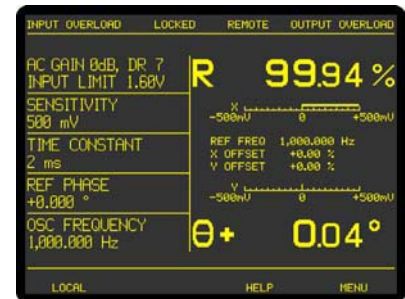 INPUT OVERLOAD LOCKED REMOTE OUTPUT OVERLOAD
AC GAIN 0dB, DR 7
INPUT LIMIT 1.60V
SENSITIVITY
500 mV
TIME CONSTANT
2 ms
REF PHASE
+0.000 °
OSC FREQUENCY
1,000.000 Hz
R 99.94 %
X
-500mV 0 +500mV
REF FREQ 1,000.000 Hz
X OFFSET +0.00 %
Y OFFSET +0.00 %
Y
-500mV 0 +500mV
θ+ 0.04°
LOCAL HELP MENU